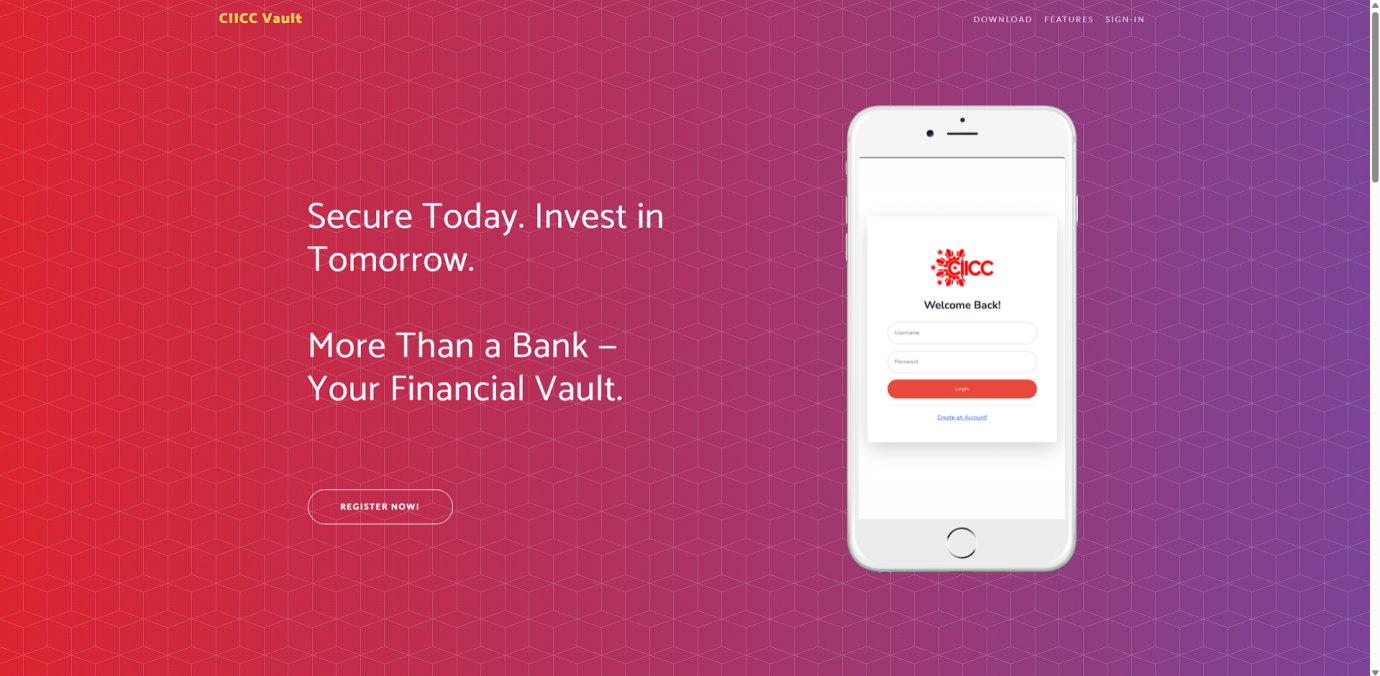 CIICC Vault
DOWNLOAD FEATURES SIGN-IN
Secure Today. Invest in
Tomorrow.
More Than a Bank –
Your Financial Vault.
REGISTER NOW!
CIICC
Welcome Back!
Username
Password
Login
Create an Account!